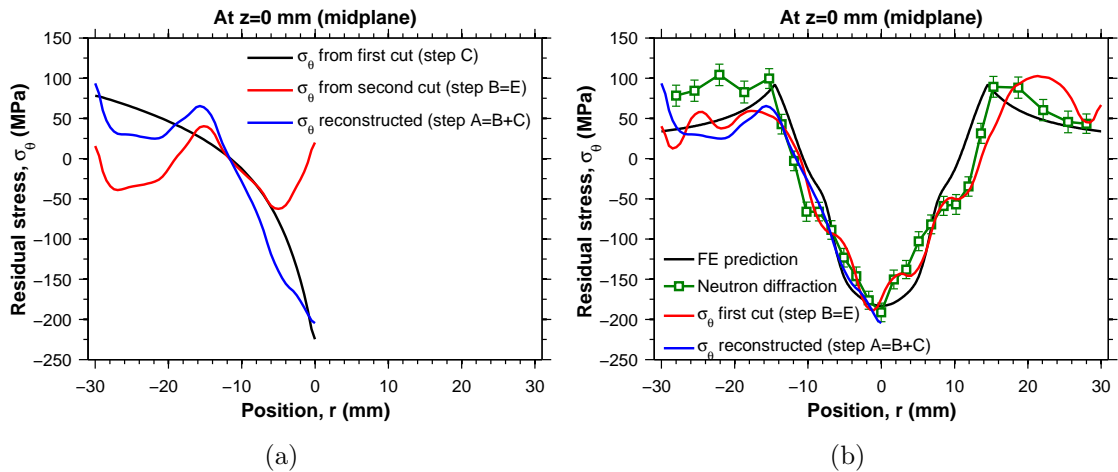 At z=0 mm (midplane)
150
100
50
0
−50
−100
−150
−200
−250
Residual stress, σθ (MPa)
σθ from first cut (step C)
σθ from second cut (step B=E)
σθ reconstructed (step A=B+C)
−30 −20 −10 0 10 20 30
Position, r (mm)
(a)
At z=0 mm (midplane)
150
100
50
0
−50
−100
−150
−200
−250
Residual stress, σθ (MPa)
FE prediction
Neutron diffraction
σθ first cut (step B=E)
σθ reconstructed (step A=B+C)
−30 −20 −10 0 10 20 30
Position, r (mm)
(b)